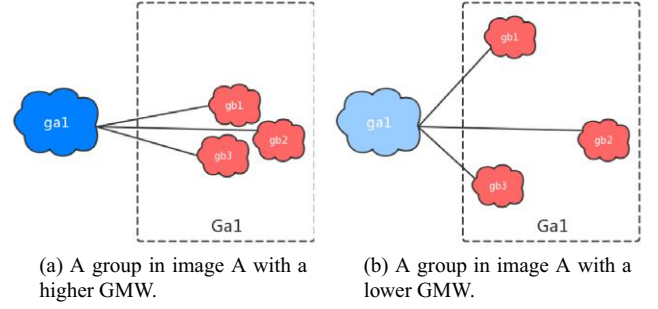 ga1
gb1
gb2
gb3
Ga1
ga1
gb1
gb2
gb3
Ga1
(a) A group in image A with a
higher GMW.
(b) A group in image A with a
lower GMW.